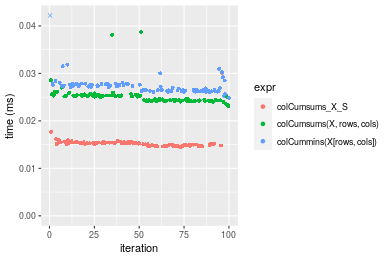 0.04
0.03
0.02
0.01
0.00
time (ms)
0
25
50
75
100
iteration
expr
colCumsums_X_S
colCumsums(X, rows, cols)
colCummins(X[rows, cols])